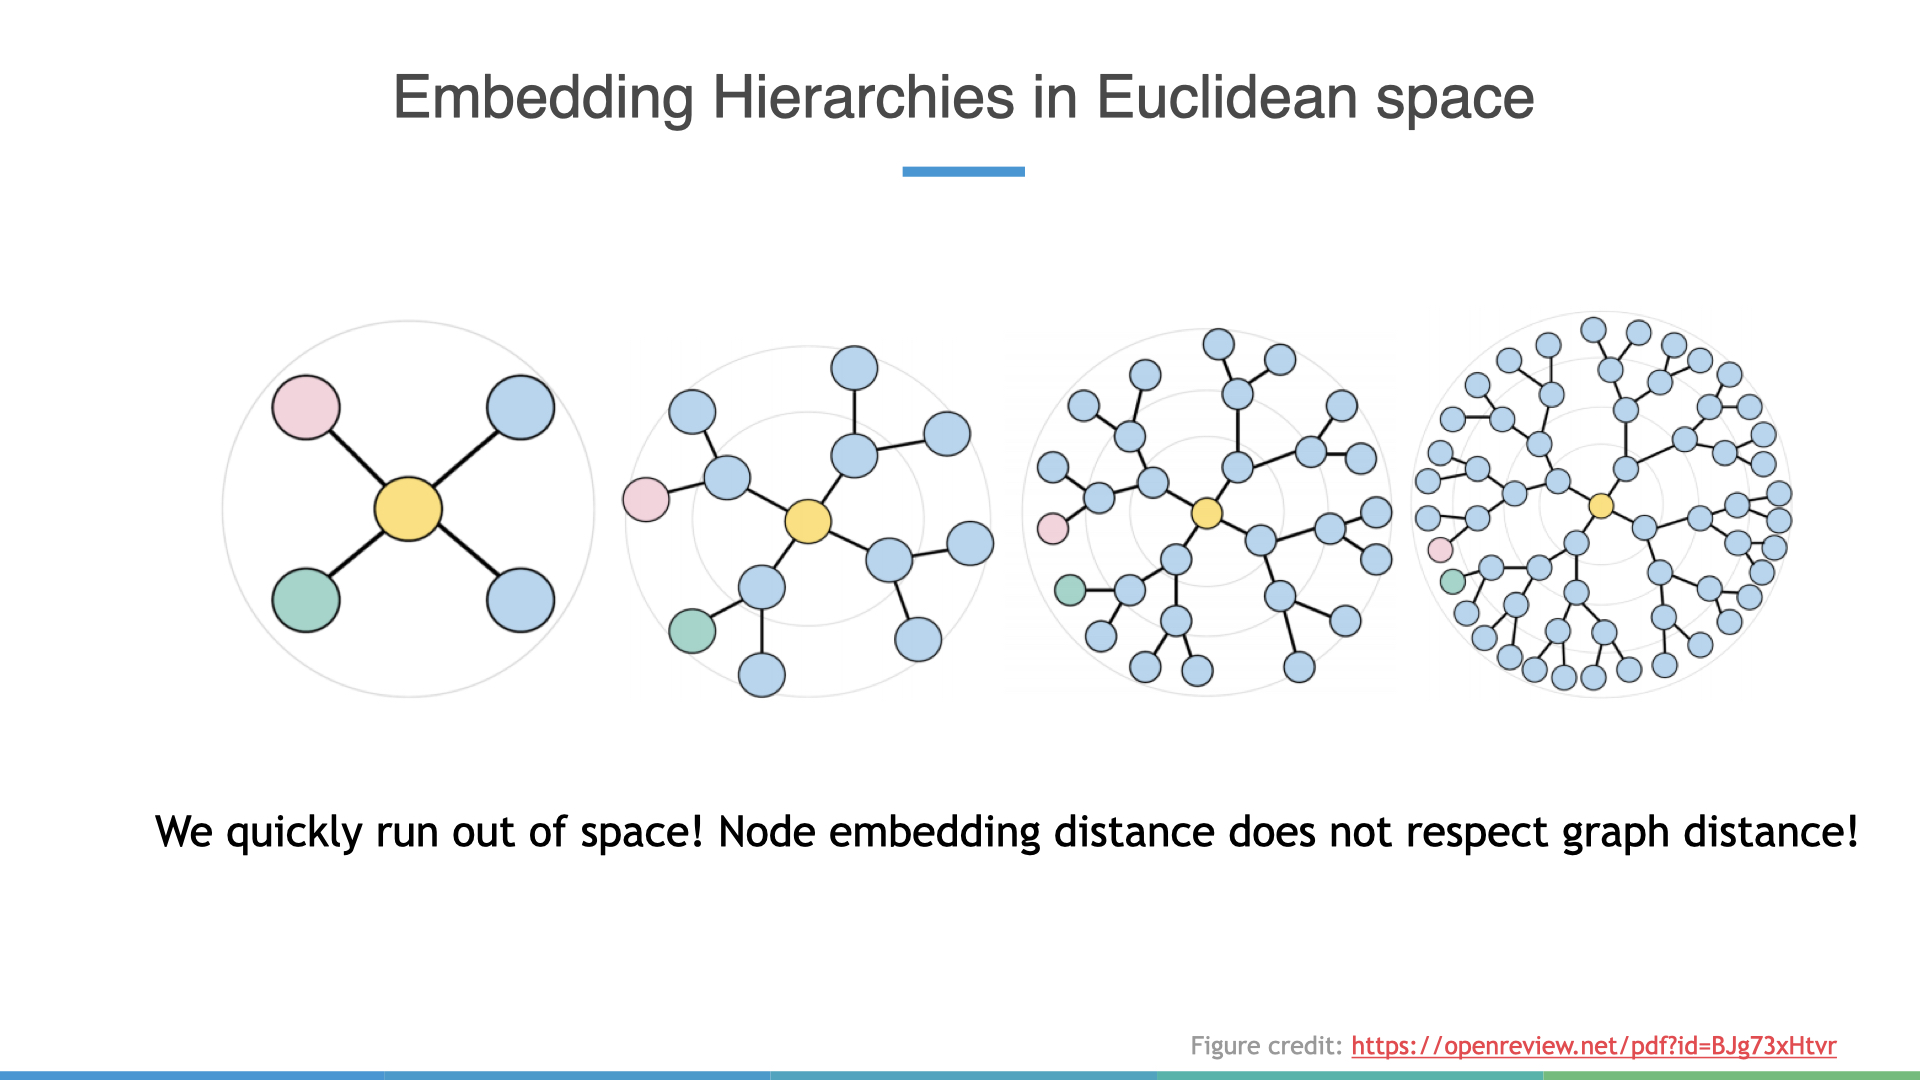 Embedding Hierarchies in Euclidean space
We quickly run out of space! Node embedding distance does not respect graph distance!
Figure credit: https://openreview.net/pdf?id=BJg73xHtvr